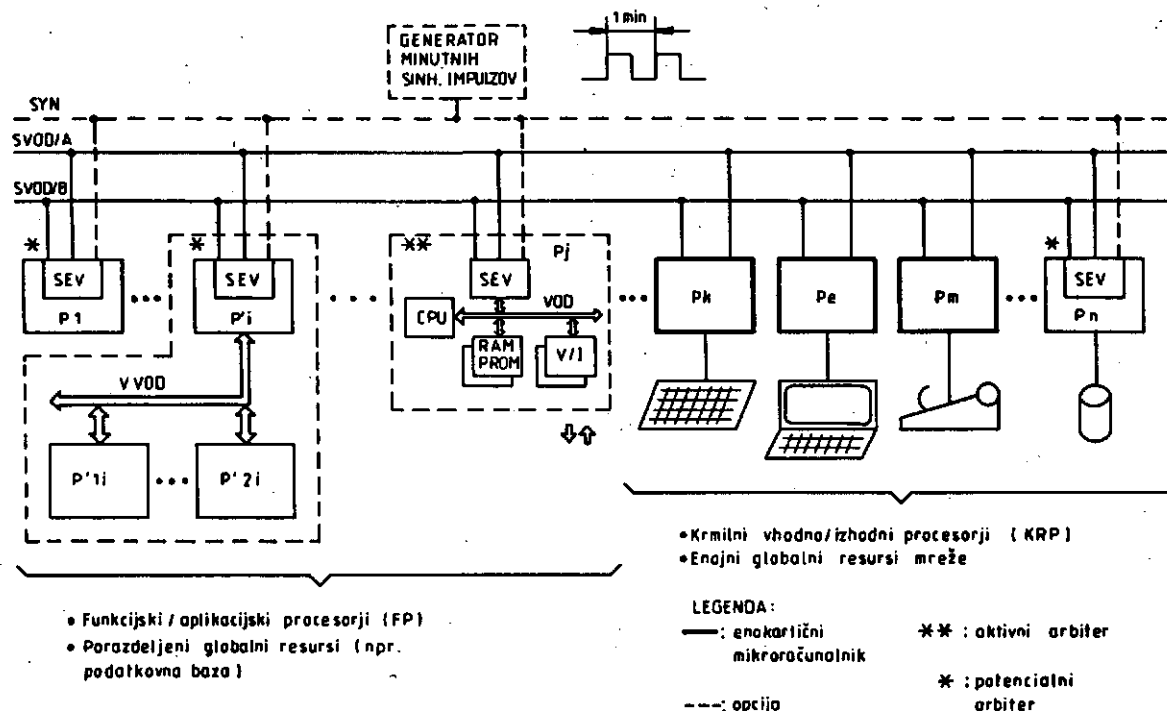 GENERATOR
MINUTNIH
SINH. IMPULZOV
1 min
SYN
SVOD/A
SVOD/B
* SEV P1
* SEV P'i
** Pj
SEV
VOD
CPU
RAM
PROM
V/I
Pk
Pe
Pm
* SEV Pn
V VOD
P'1i
P'2i
• Krmilni vhodno/izhodni procesorji (KRP)
• Enojni globalni resursi mreže
• Funkcijski / aplikacijski procesorji (FP)
• Porazdeljeni globalni resursi (npr.
podatkovna baza)
LEGENDA:
—: enokartični
mikroračunalnik
** : aktivni arbiter
* : potencialni
arbiter
---: opcija